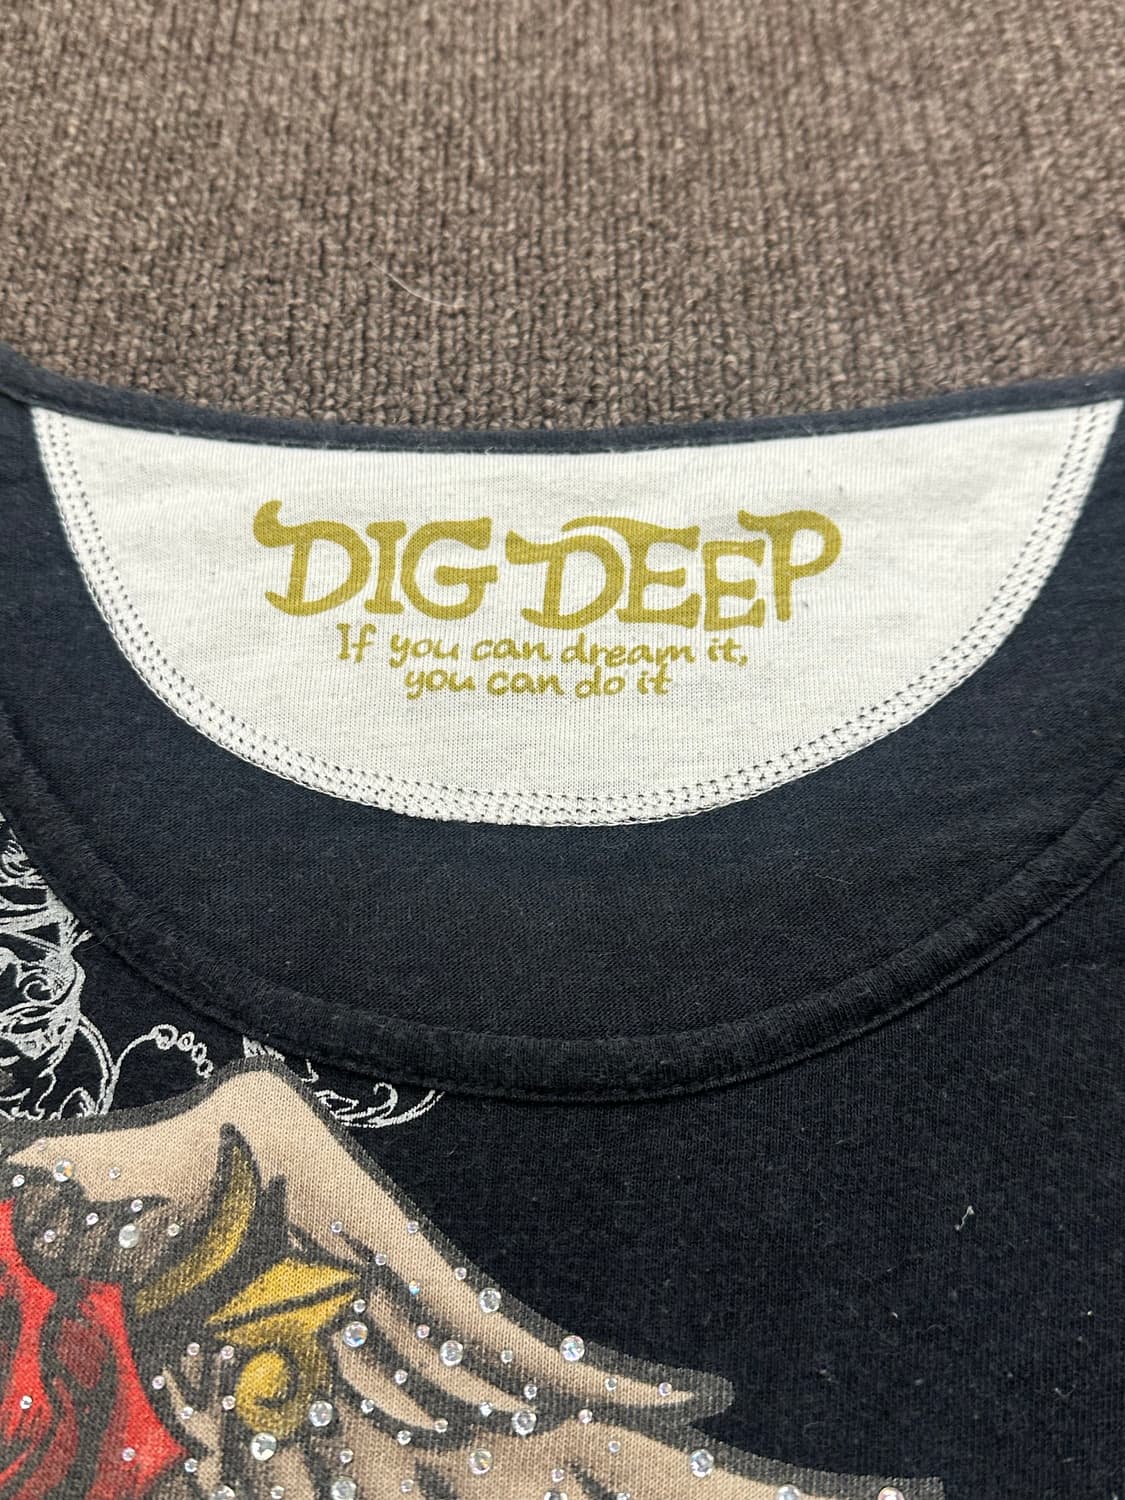 DIG DEEP
If you can dream it,
you can do it